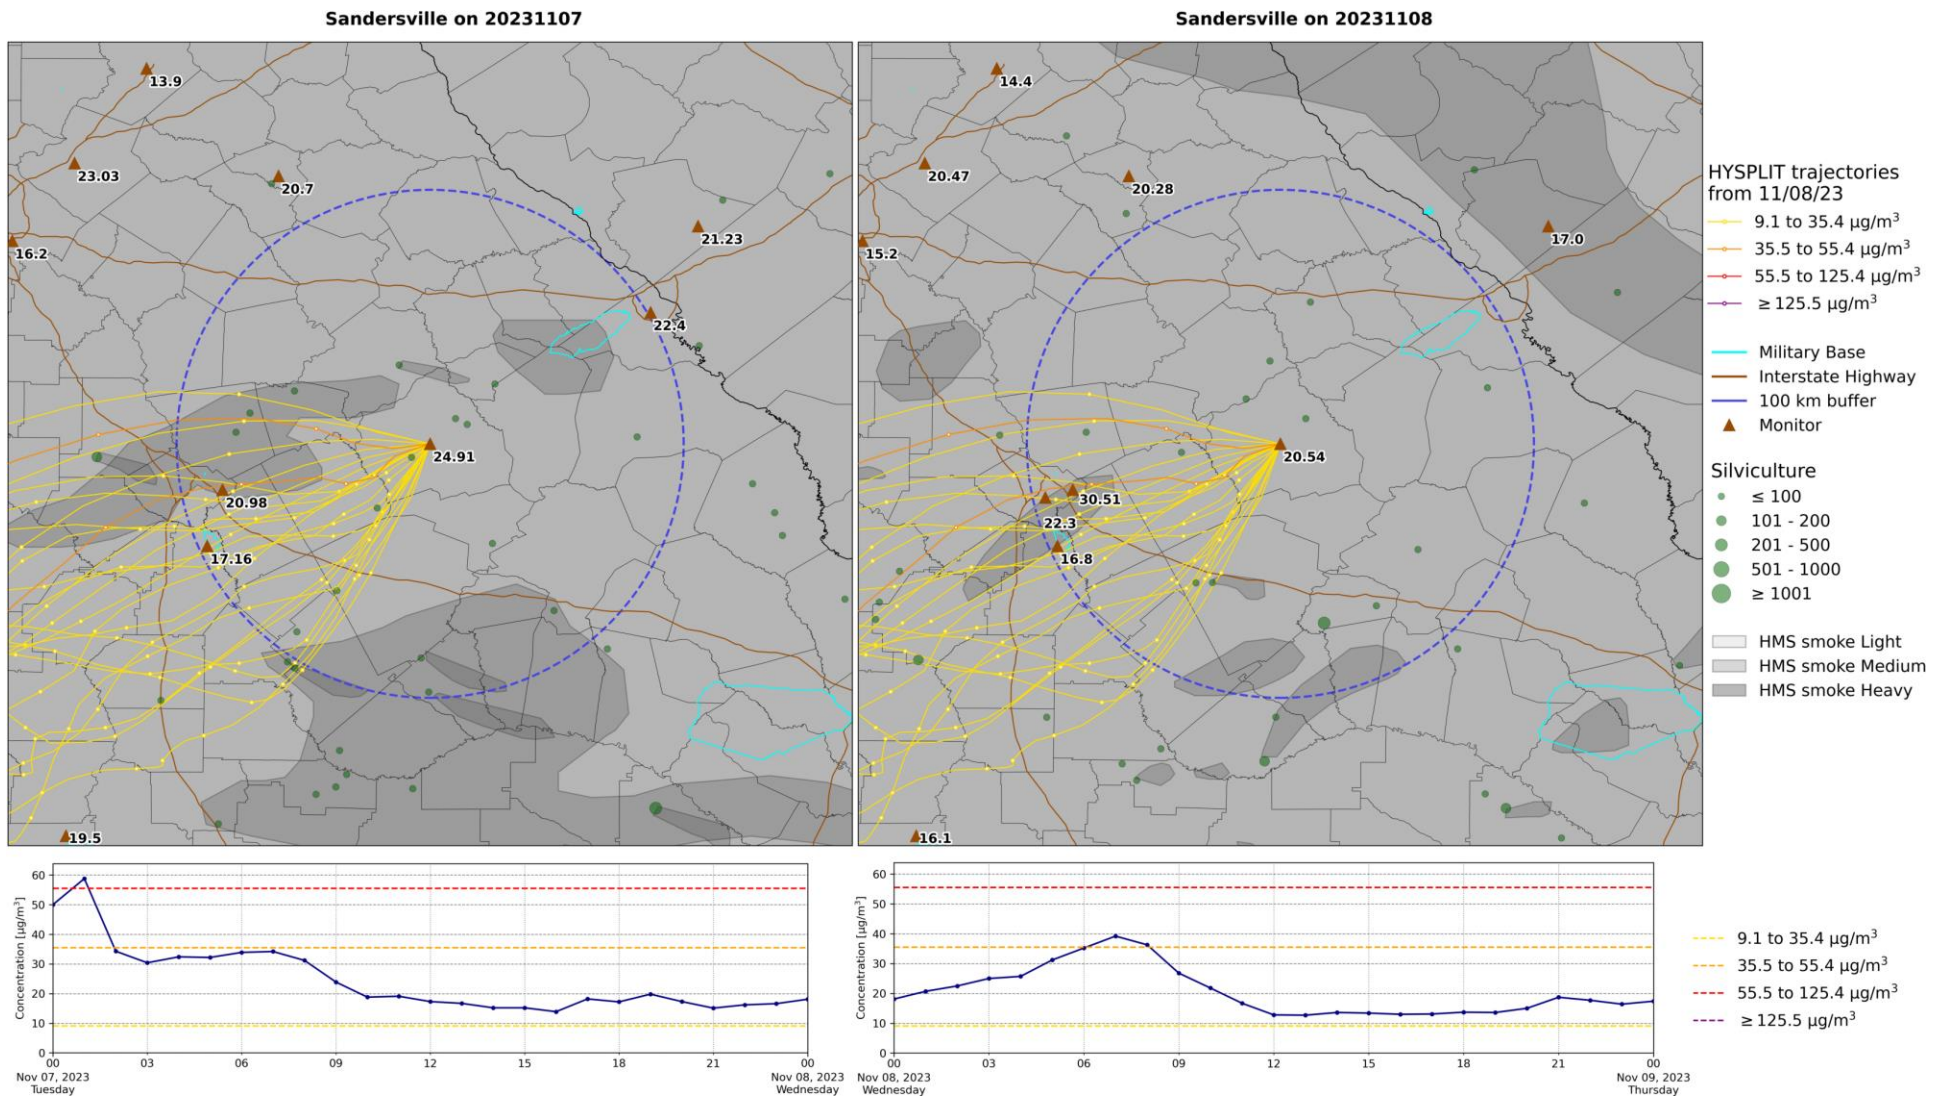 Sandersville on 20231107
13.9
23.03
20.7
16.2
21.23
22.4
24.91
20.98
17.16
19.5
Sandersville on 20231108
14.4
20.47
20.28
15.2
17.0
20.54
30.51
22.3
16.8
16.1
HYSPLIT trajectories
from 11/08/23
9.1 to 35.4 µg/m³
35.5 to 55.4 µg/m³
55.5 to 125.4 µg/m³
≥ 125.5 µg/m³
Military Base
Interstate Highway
100 km buffer
Monitor
Silviculture
≤ 100
101 - 200
201 - 500
501 - 1000
≥ 1001
HMS smoke Light
HMS smoke Medium
HMS smoke Heavy
Concentration [µg/m³]
60
50
40
30
20
10
0
00 03 06 09 12 15 18 21 00
Nov 07, 2023
Tuesday
Nov 08, 2023
Wednesday
Concentration [µg/m³]
60
50
40
30
20
10
0
00 03 06 09 12 15 18 21 00
Nov 08, 2023
Wednesday
Nov 09, 2023
Thursday
9.1 to 35.4 µg/m³
35.5 to 55.4 µg/m³
55.5 to 125.4 µg/m³
≥ 125.5 µg/m³